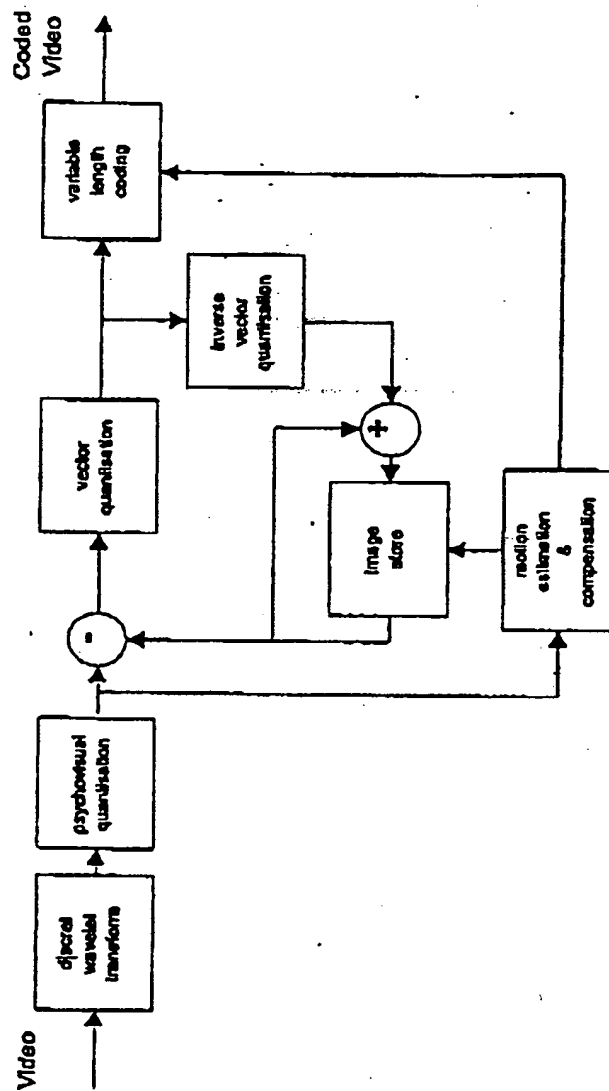 Video
discret
wavelet
transform
psychovisual
quantisation
-
vector
quantisation
variable
length
coding
Coded
Video
inverse
vector
quantisation
+
image
store
motion
estimation
&
compensation